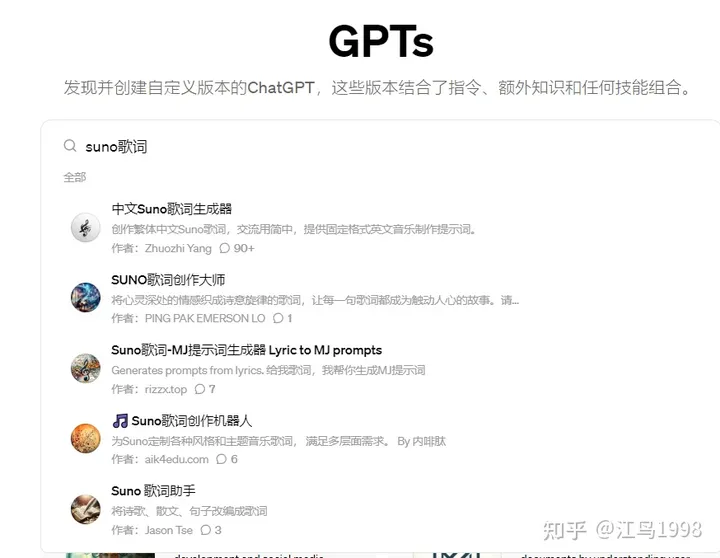 GPTs
发现并创建自定义版本的ChatGPT，这些版本结合了指令、额外知识和任何技能组合。
suno歌词
全部
中文Suno歌词生成器
创作繁体中文Suno歌词，交流用简中，提供固定格式英文音乐制作提示词。
作者：Zhuozhi Yang 90+
SUNO歌词创作大师
将心灵深处的情感织成诗意旋律的歌词，让每一句歌词都成为触动人心的故事。请...
作者：PING PAK EMERSON LO 1
Suno歌词-MJ提示词生成器 Lyric to MJ prompts
Generates prompts from lyrics. 给我歌词，我帮你生成MJ提示词
作者：rizzx.top 7
🎵 Suno歌词创作机器人
为Suno定制各种风格和主题音乐歌词， 满足多层面需求。 By 内啡肽
作者：aik4edu.com 6
Suno 歌词助手
将诗歌、散文、句子改编成歌词
作者：Jason Tse 3
知乎 @江鸟1998